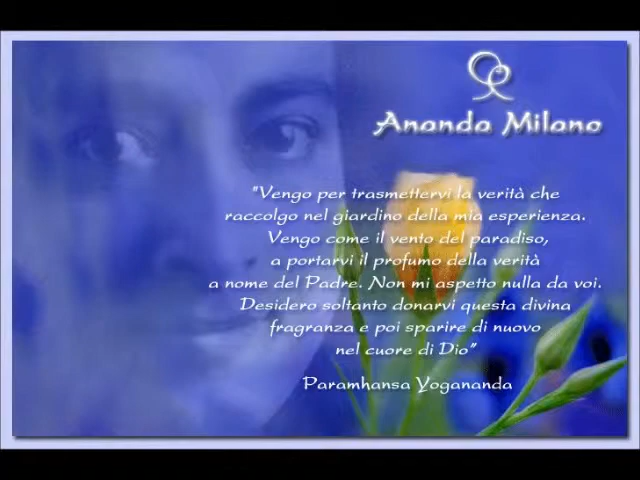 Ananda Milano
"Vengo per trasmettervi la verità che
raccolgo nel giardino della mia esperienza.
Vengo come il vento del paradiso,
a portarvi il profumo della verità
a nome del Padre. Non mi aspetto nulla da voi.
Desidero soltanto donarvi questa divina
fragranza e poi sparire di nuovo
nel cuore di Dio"
Paramhansa Yogananda